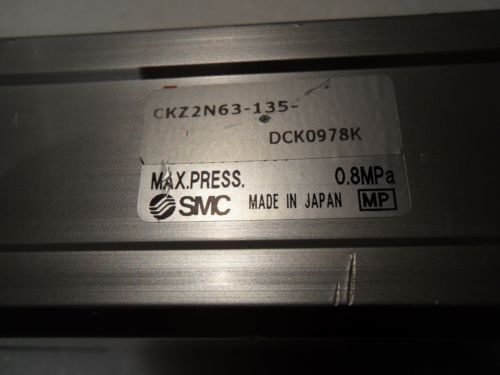 CKZ2N63-135-
DCK0978K
MAX.PRESS. 0.8MPa
SMC MADE IN JAPAN MP